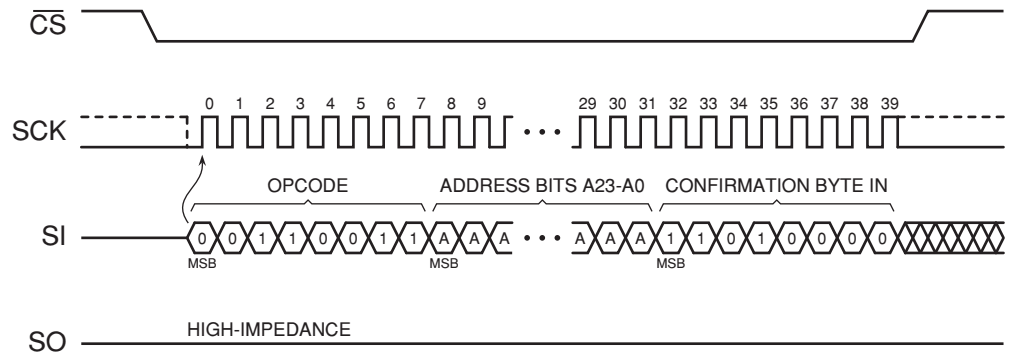 CS
0 1 2 3 4 5 6 7 8 9 29 30 31 32 33 34 35 36 37 38 39
SCK
OPCODE ADDRESS BITS A23-A0 CONFIRMATION BYTE IN
SI 0 0 1 1 0 0 1 1 A A A A A A 1 1 0 1 0 0 0 0
MSB MSB MSB
HIGH-IMPEDANCE
SO